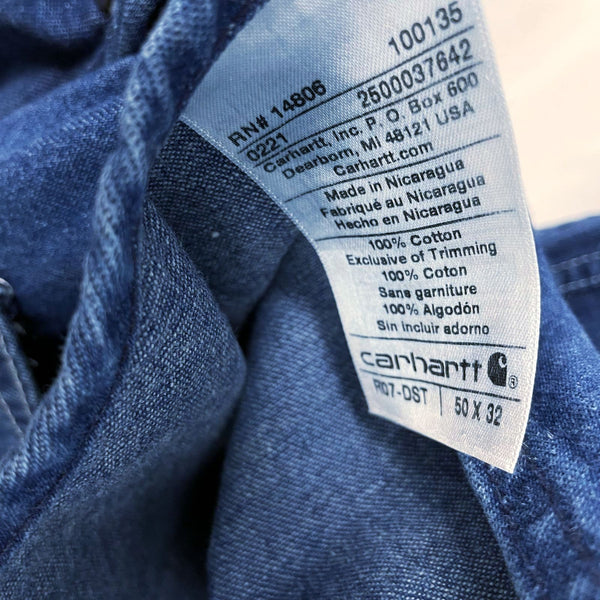 100135
RN# 14806 2500037642
0221
Carhartt, Inc. P. O. Box 600
Dearborn, MI 48121 USA
Carhartt.com
Made in Nicaragua
Fabriqué au Nicaragua
Hecho en Nicaragua
100% Cotton
Exclusive of Trimming
100% Coton
Sans garniture
100% Algodón
Sin incluir adorno
carhartt ®
R07-DST 50 X 32